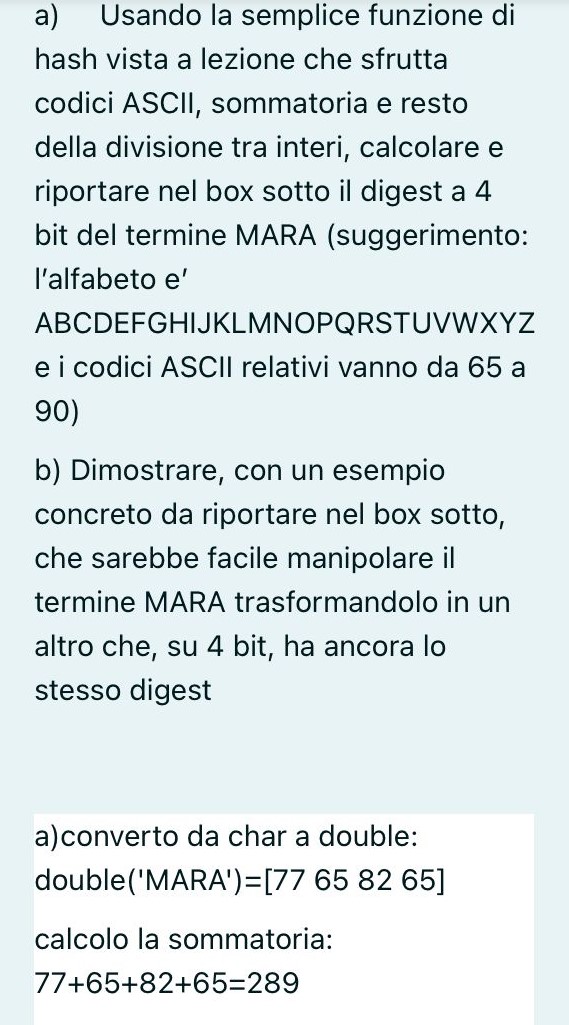 a) Usando la semplice funzione di
hash vista a lezione che sfrutta
codici ASCII, sommatoria e resto
della divisione tra interi, calcolare e
riportare nel box sotto il digest a 4
bit del termine MARA (suggerimento:
l'alfabeto e'
ABCDEFGHIJKLMNOPQRSTUVWXYZ
e i codici ASCII relativi vanno da 65 a
90)
b) Dimostrare, con un esempio
concreto da riportare nel box sotto,
che sarebbe facile manipolare il
termine MARA trasformandolo in un
altro che, su 4 bit, ha ancora lo
stesso digest
a)converto da char a double:
double('MARA')=[77 65 82 65]
calcolo la sommatoria:
77+65+82+65=289